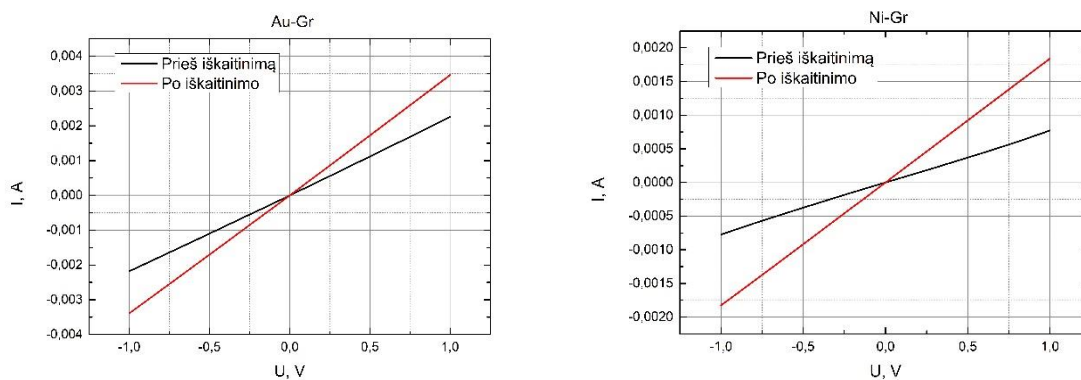 Au-Gr
Prieš iškaitinimą
Po iškaitinimo
I, A
0,004
0,003
0,002
0,001
0,000
-0,001
-0,002
-0,003
-0,004
-1,0 -0,5 0,0 0,5 1,0
U, V
Ni-Gr
Prieš iškaitinimą
Po iškaitinimo
I, A
0,0020
0,0015
0,0010
0,0005
0,0000
-0,0005
-0,0010
-0,0015
-0,0020
-1,0 -0,5 0,0 0,5 1,0
U, V